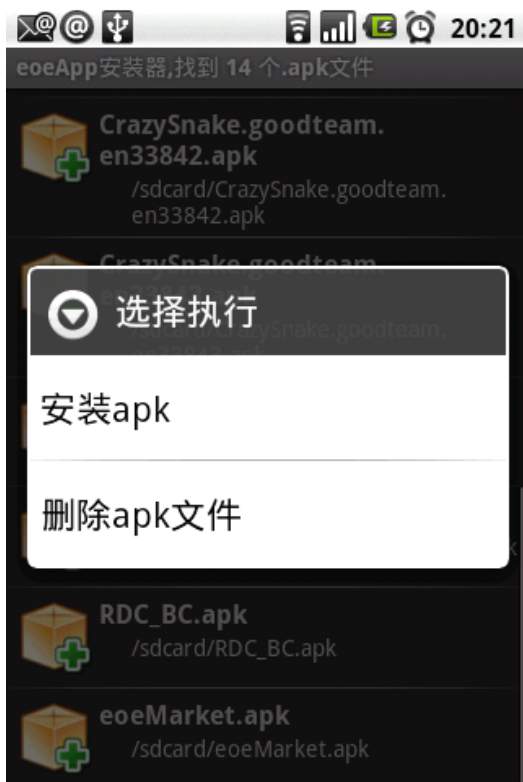 20:21
eoeApp安装器,找到 14 个.apk文件
CrazySnake.goodteam.
en33842.apk
/sdcard/CrazySnake.goodteam.
en33842.apk
CrazySnake.goodteam.
选择执行
安装apk
删除apk文件
RDC_BC.apk
/sdcard/RDC_BC.apk
eoeMarket.apk
/sdcard/eoeMarket.apk